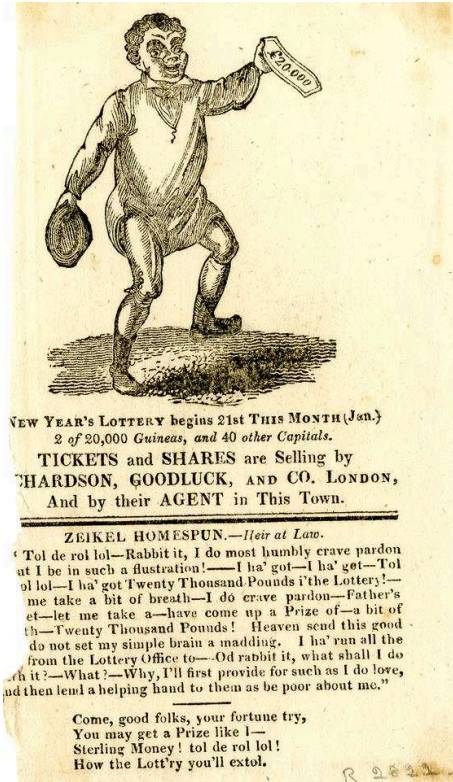 £20.000
NEW YEAR'S LOTTERY begins 21st THIS MONTH (Jan.)
2 of 20,000 Guineas, and 40 other Capitals.
TICKETS and SHARES are Selling by
CHARDSON, GOODLUCK, AND CO. LONDON,
And by their AGENT in This Town.
ZEIKEL HOMESPUN.—Heir at Law.
" Tol de rol lol—Rabbit it, I do most humbly crave pardon
at I be in such a flustration!——I ha' got—I ha' get—Tol
ol lol—I ha' got Twenty Thousand Pounds i'the Lottery!—
me take a bit of breath—I do crave pardon—Father's
et—let me take a—have come up a Prize of—a bit of
th—Twenty Thousand Pounds! Heaven send this good
do not set my simple brain a madding. I ha' run all the
from the Lottery Office to—Od rabbit it, what shall I do
h it?—What?—Why, I'll first provide for such as I do love,
nd then lend a helping hand to them as be poor about me."
Come, good folks, your fortune try,
You may get a Prize like I—
Sterling Money! tol de rol lol!
How the Lott'ry you'll extol.